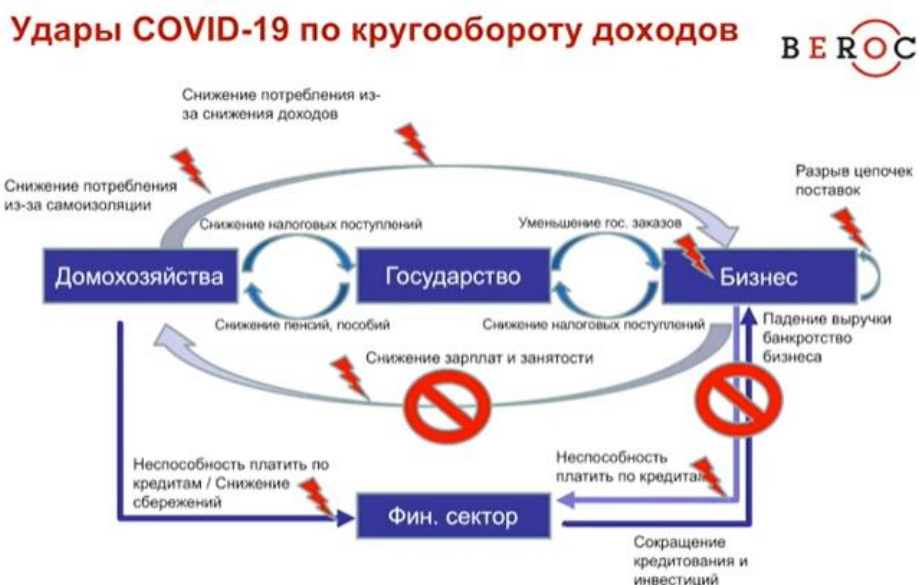 Удары COVID-19 по кругообороту доходов
BEROC
Снижение потребления из-
за снижения доходов
Снижение потребления
из-за самоизоляции
Разрыв цепочек
поставок
Снижение налоговых поступлений
Уменьшение гос. заказов
Домохозяйства
Государство
Бизнес
Снижение пенсий, пособий
Снижение налоговых поступлений
Падение выручки
банкротство
бизнеса
Снижение зарплат и занятости
Неспособность платить по
кредитам / Снижение
сбережений
Неспособность
платить по кредитам
Фин. сектор
Сокращение
кредитования и
инвестиций